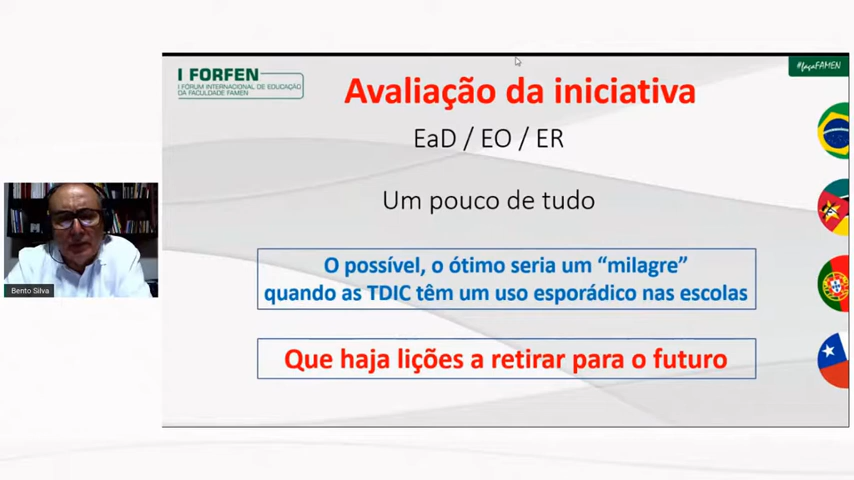 I FORFEN
I FÓRUM INTERNACIONAL DE EDUCAÇÃO
DA FACULDADE FAMEN
#façaFAMEN
Avaliação da iniciativa
EaD / EO / ER
Um pouco de tudo
O possível, o ótimo seria um “milagre”
quando as TDIC têm um uso esporádico nas escolas
Que haja lições a retirar para o futuro
Bento Silva